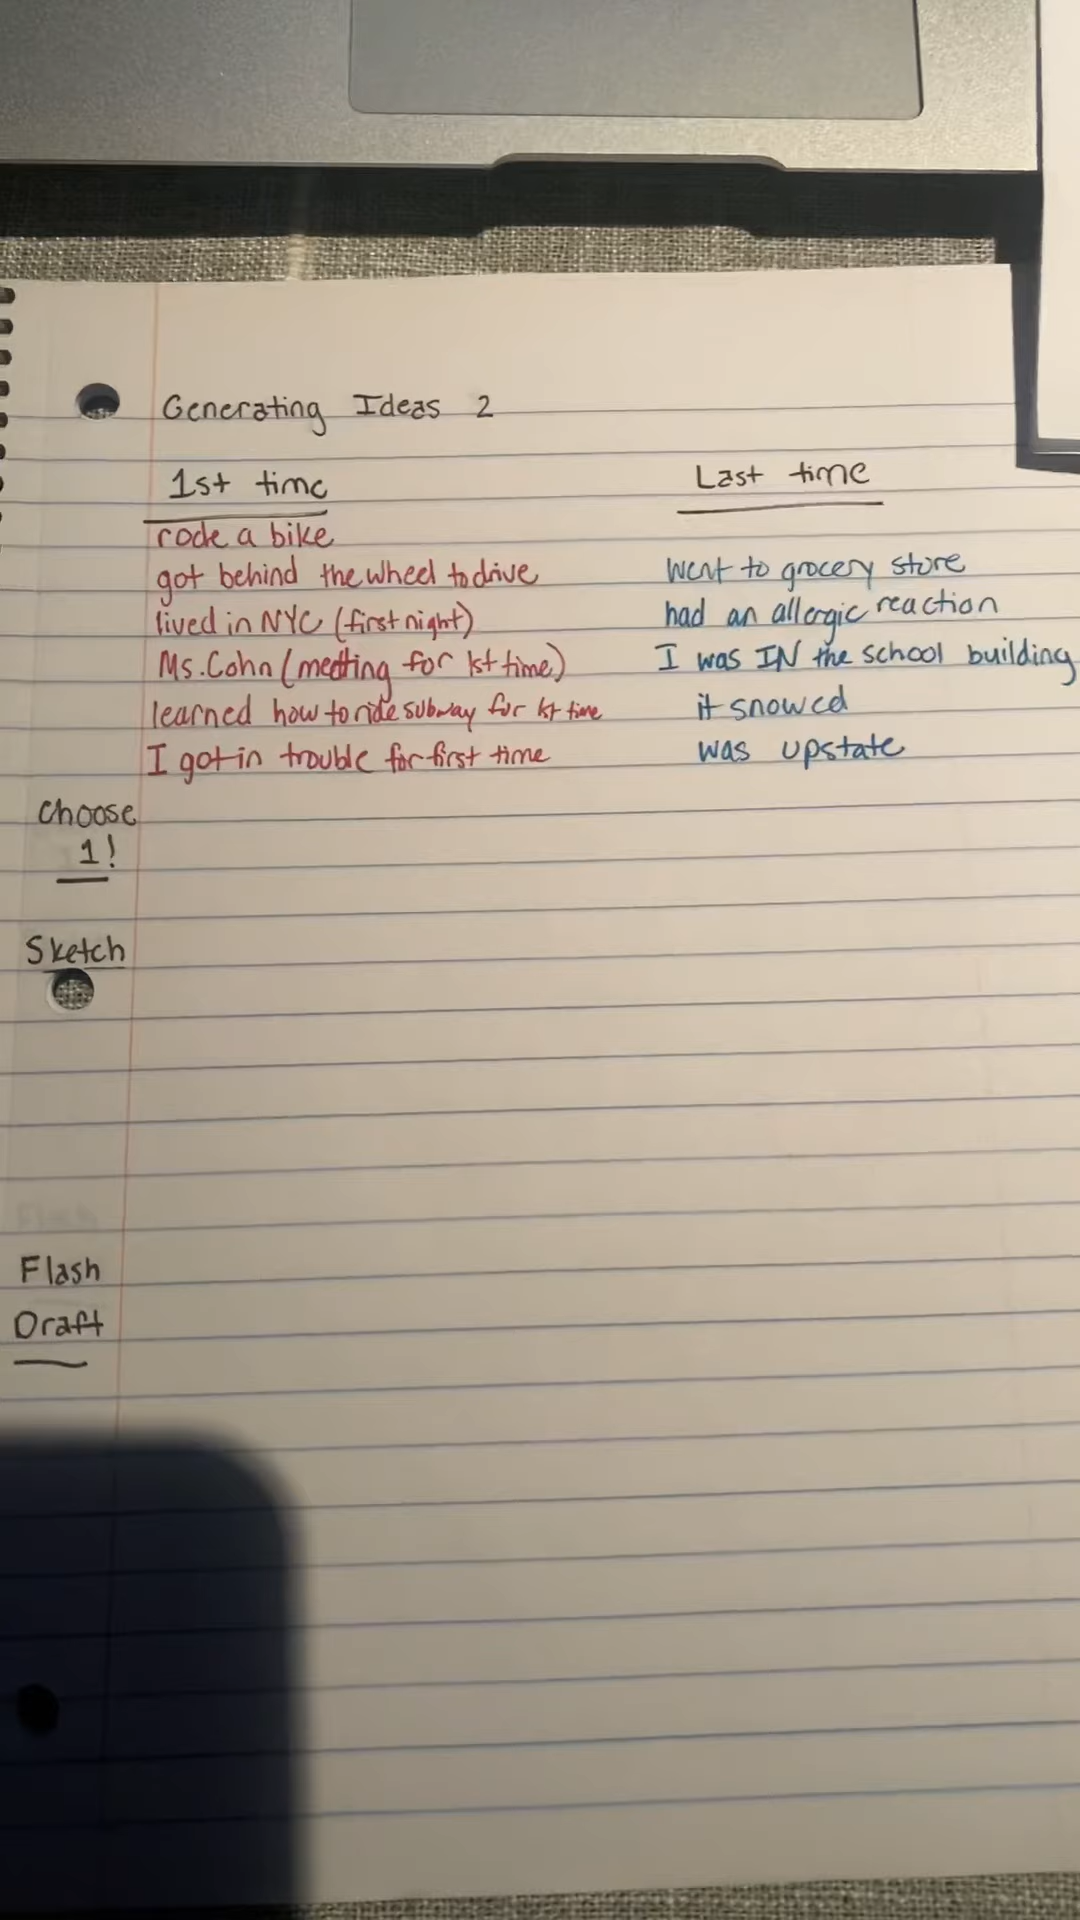 Generating Ideas 2
1st time
Last time
rode a bike
got behind the wheel to drive
went to grocery store
lived in NYC (first night)
had an allergic reaction
Ms. Cohn (meeting for 1st time)
I was IN the school building
learned how to ride subway for 1st time
it snowed
I got in trouble for first time
was upstate
Choose
1!
Sketch
Flash
Draft